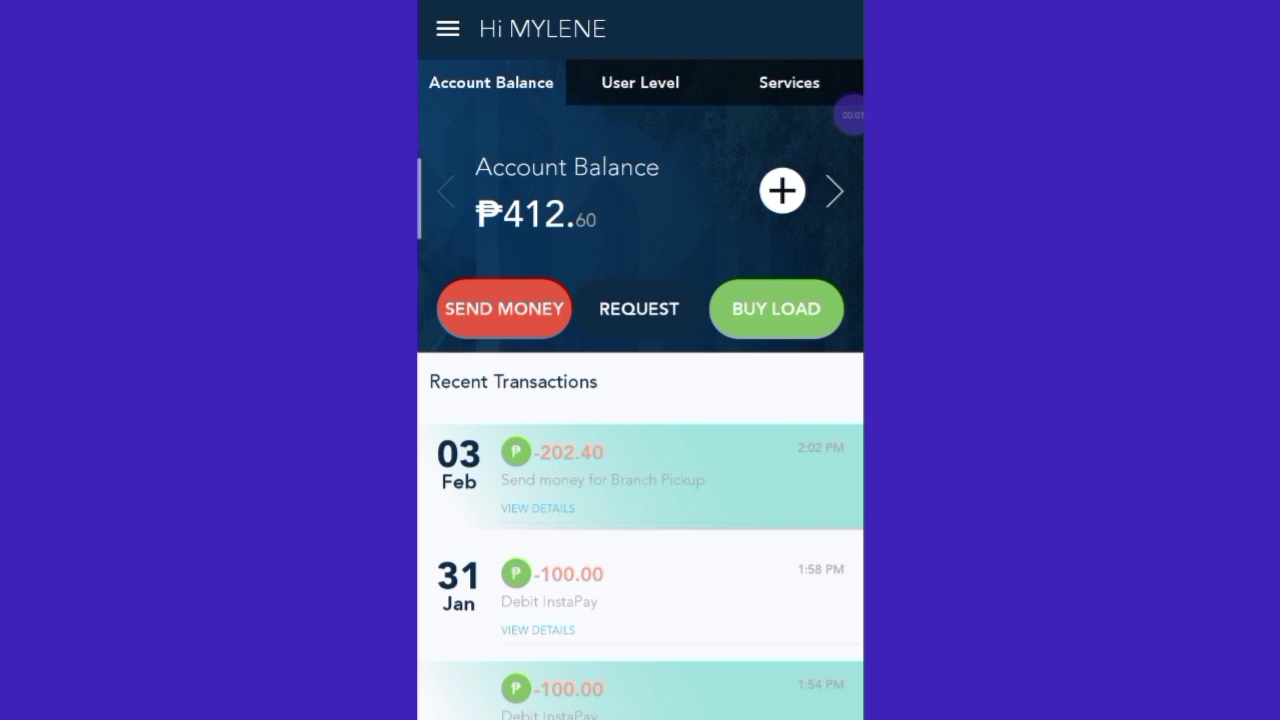 Hi MYLENE
Account Balance User Level Services
00:01
Account Balance
₱412.60
SEND MONEY REQUEST BUY LOAD
Recent Transactions
03 ₱ -202.40 2:02 PM
Feb Send money for Branch Pickup
VIEW DETAILS
31 ₱ -100.00 1:58 PM
Jan Debit InstaPay
VIEW DETAILS
₱ -100.00 1:54 PM
Debit InstaPay